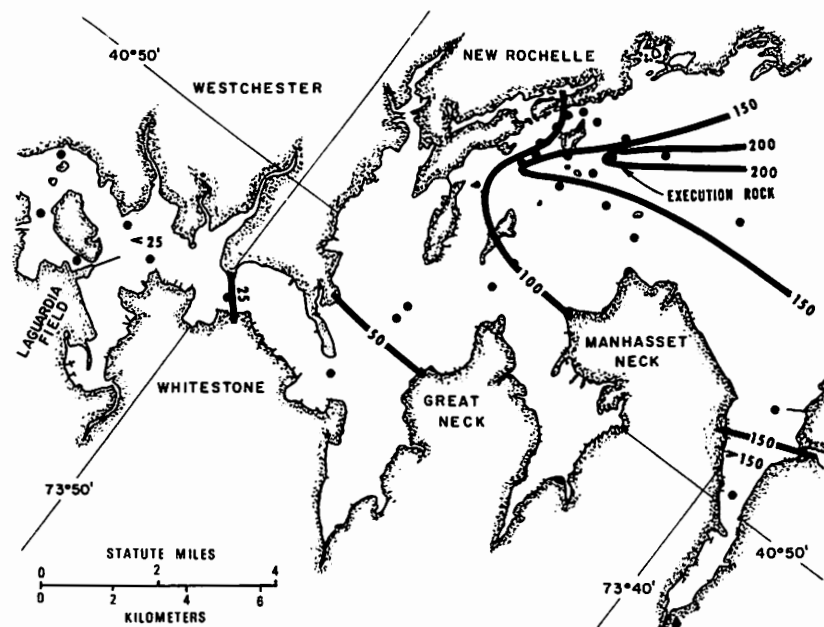 40°50'
WESTCHESTER
NEW ROCHELLE
150
200
200
EXECUTION ROCK
< 25
25
LAGUARDIA
FIELD
100
150
50
MANHASSET
NECK
WHITESTONE
GREAT
NECK
150
>150
73°50'
40°50'
73°40'
STATUTE MILES
0 2 4
0 2 4 6
KILOMETERS